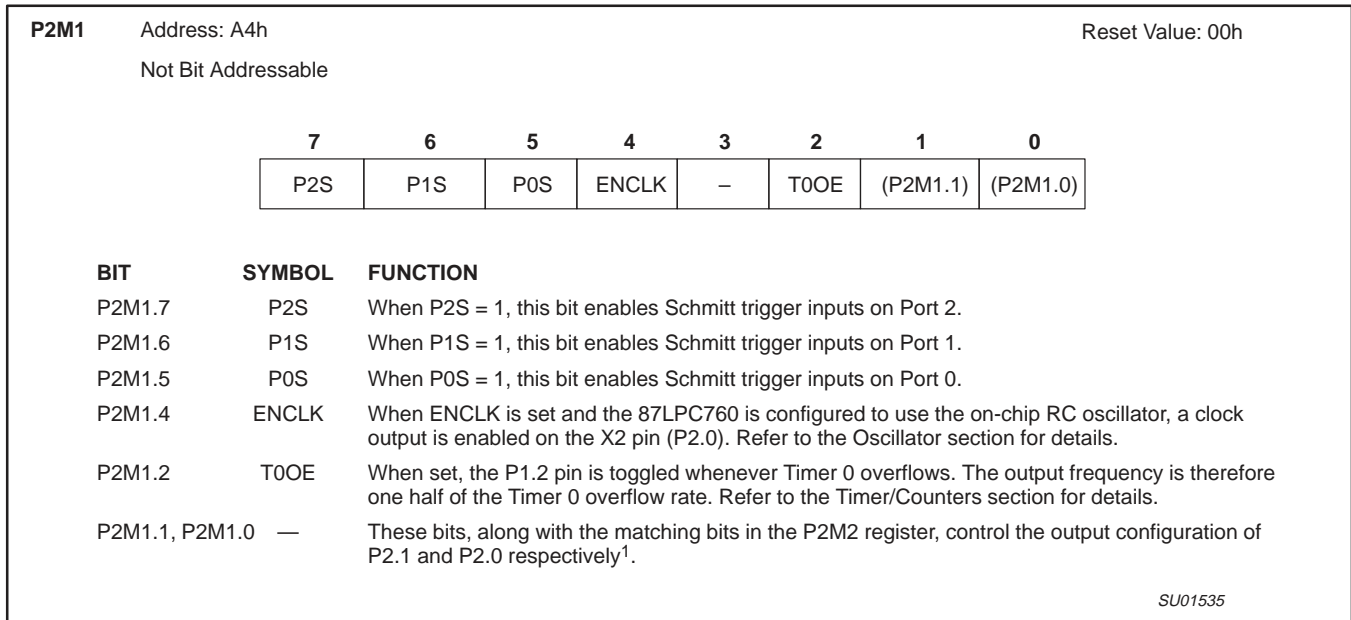 P2M1 Address: A4h Reset Value: 00h
Not Bit Addressable
7 6 5 4 3 2 1 0
P2S P1S P0S ENCLK – T0OE (P2M1.1) (P2M1.0)
BIT SYMBOL FUNCTION
P2M1.7 P2S When P2S = 1, this bit enables Schmitt trigger inputs on Port 2.
P2M1.6 P1S When P1S = 1, this bit enables Schmitt trigger inputs on Port 1.
P2M1.5 P0S When P0S = 1, this bit enables Schmitt trigger inputs on Port 0.
P2M1.4 ENCLK When ENCLK is set and the 87LPC760 is configured to use the on-chip RC oscillator, a clock
output is enabled on the X2 pin (P2.0). Refer to the Oscillator section for details.
P2M1.2 T0OE When set, the P1.2 pin is toggled whenever Timer 0 overflows. The output frequency is therefore
one half of the Timer 0 overflow rate. Refer to the Timer/Counters section for details.
P2M1.1, P2M1.0 — These bits, along with the matching bits in the P2M2 register, control the output configuration of
P2.1 and P2.0 respectively1.
SU01535